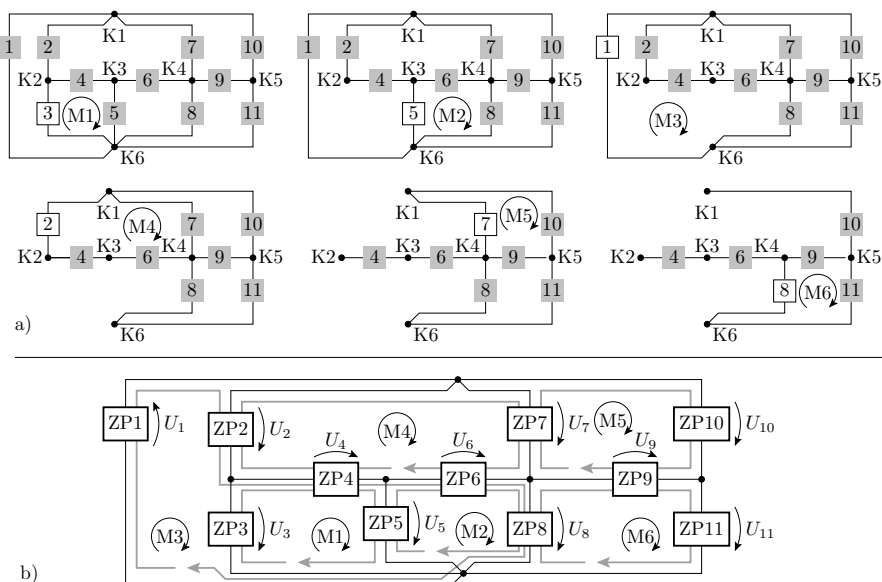 K1 K1 K1
1 2 7 10 1 2 7 10 1 2 7 10
K2 4 K3 6 K4 9 K5 K2 4 K3 6 K4 9 K5 K2 4 K3 6 K4 9 K5
3 M1 5 8 11 5 M2 8 11 M3 8 11
K6 K6 K6
K1 K1 K1
2 M4 7 10 7 M5 10 10
K2 4 K3 6 K4 9 K5 K2 4 K3 6 K4 9 K5 K2 4 K3 6 K4 9 K5
8 11 8 11 8 M6 11
a) K6 K6 K6
ZP1 U1 ZP2 U2 M4 ZP7 U7 M5 ZP10 U10
U4 U6 U9
ZP4 ZP6 ZP9
M3 ZP3 U3 M1 ZP5 U5 M2 ZP8 U8 M6 ZP11 U11
b)